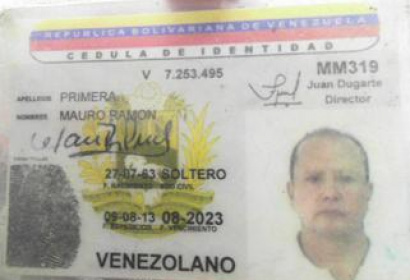 REPUBLICA BOLIVARIANA DE VENEZUELA
CEDULA DE IDENTIDAD
V 7.253.495
MM319
Juan Dugarte
Director
APELLIDOS PRIMERA
NOMBRES MAURO RAMON
27-07-63 SOLTERO
F. NACIMIENTO EDO CIVIL
09-08-13 08-2023
F. EXPEDICION F. VENCIMIENTO
VENEZOLANO